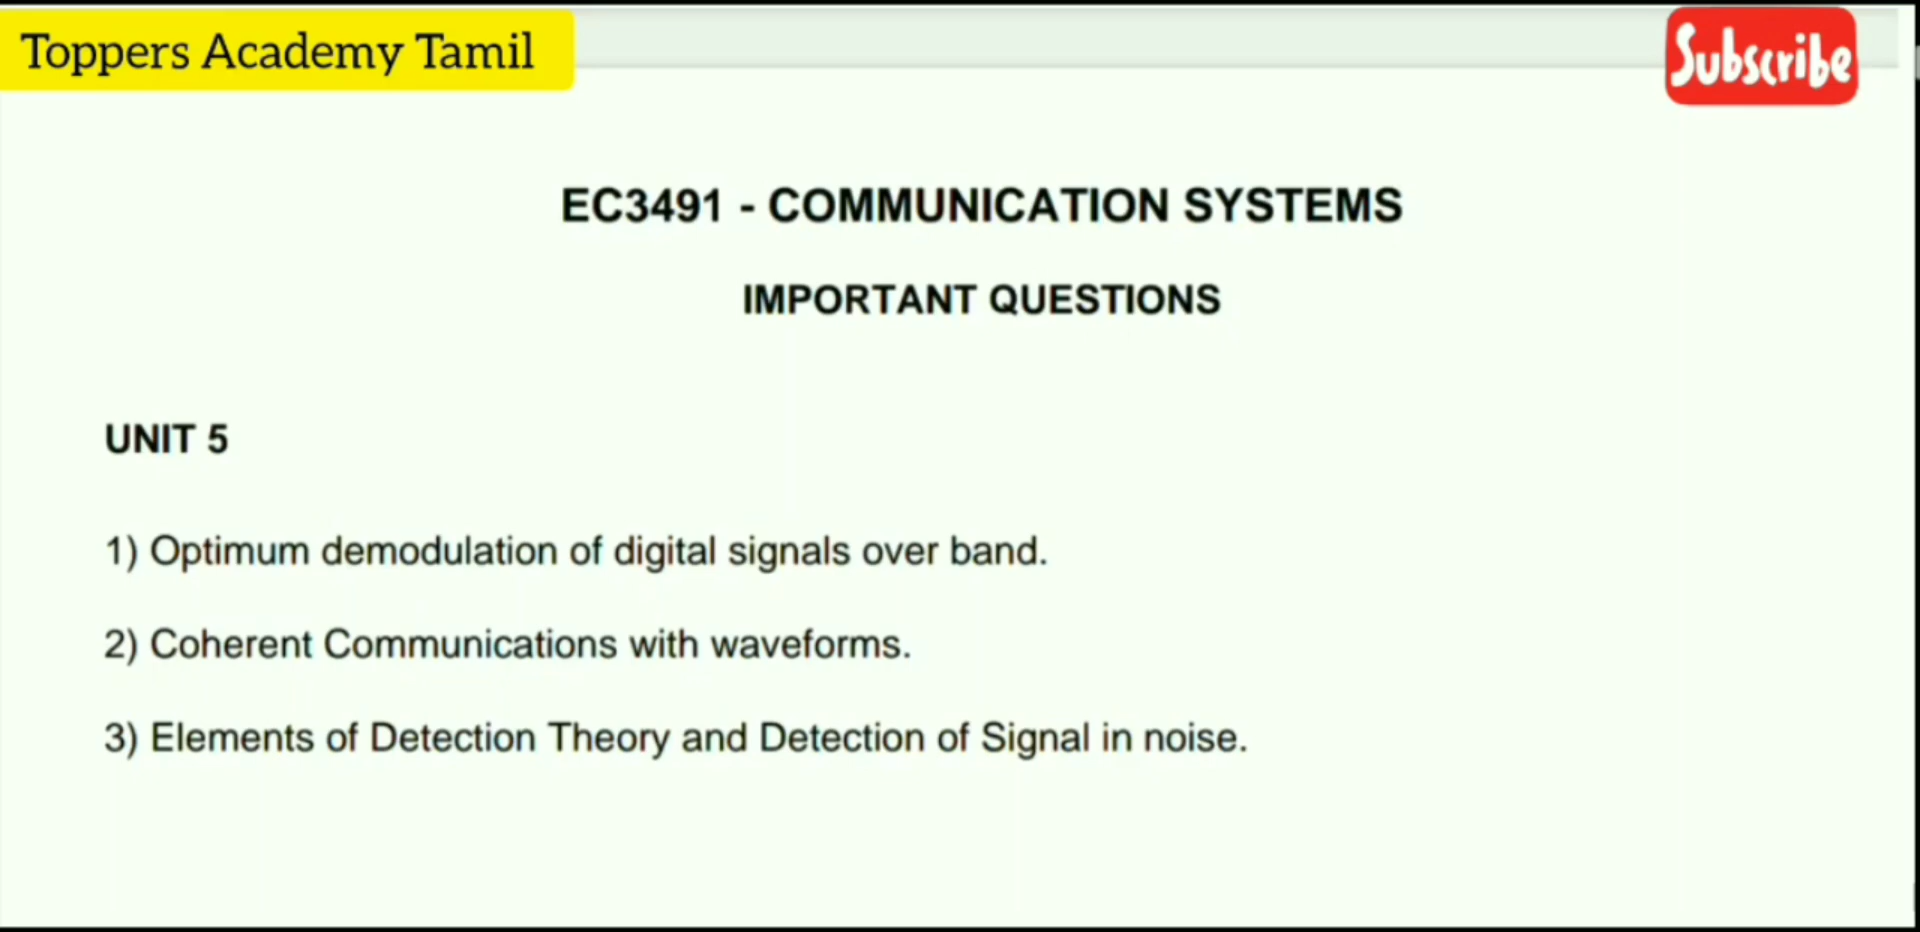 Toppers Academy Tamil
Subscribe
EC3491 - COMMUNICATION SYSTEMS
IMPORTANT QUESTIONS
UNIT 5
1) Optimum demodulation of digital signals over band.
2) Coherent Communications with waveforms.
3) Elements of Detection Theory and Detection of Signal in noise.